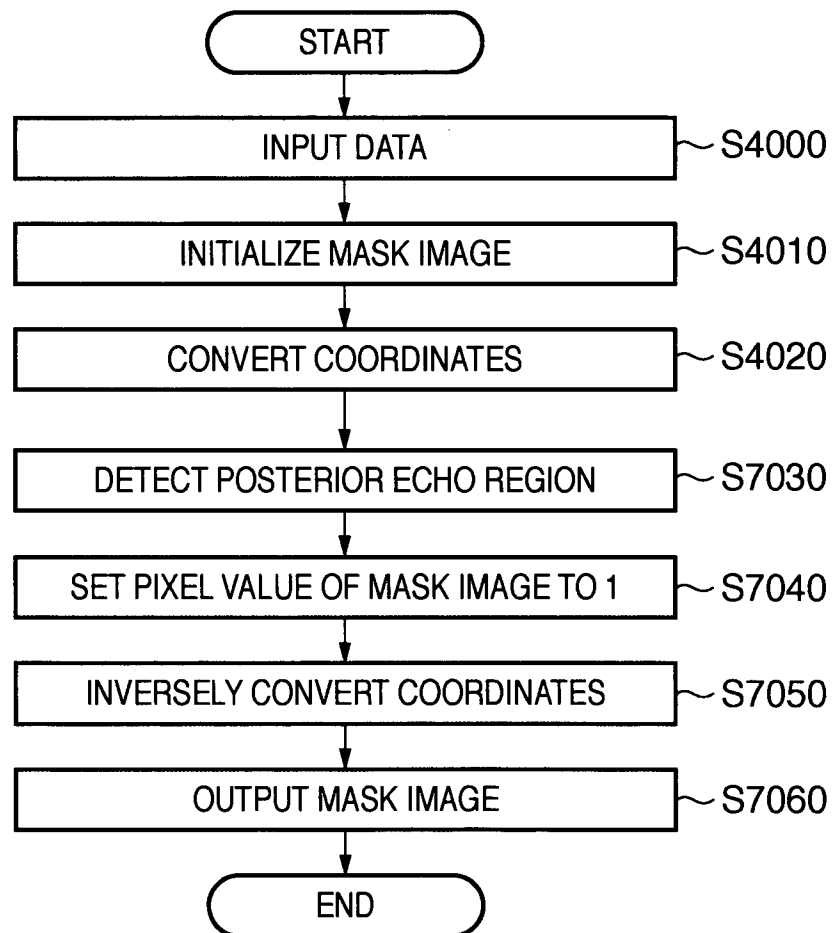 START
INPUT DATA S4000
INITIALIZE MASK IMAGE S4010
CONVERT COORDINATES S4020
DETECT POSTERIOR ECHO REGION S7030
SET PIXEL VALUE OF MASK IMAGE TO 1 S7040
INVERSELY CONVERT COORDINATES S7050
OUTPUT MASK IMAGE S7060
END